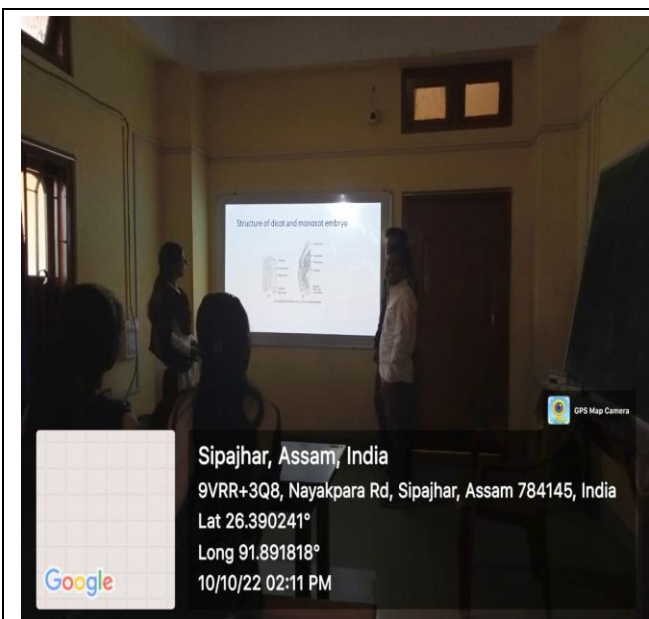 Structure of dicot and monocot embryo
GPS Map Camera
Sipajhar, Assam, India
9VRR+3Q8, Nayakpara Rd, Sipajhar, Assam 784145, India
Lat 26.390241°
Long 91.891818°
10/10/22 02:11 PM
Google